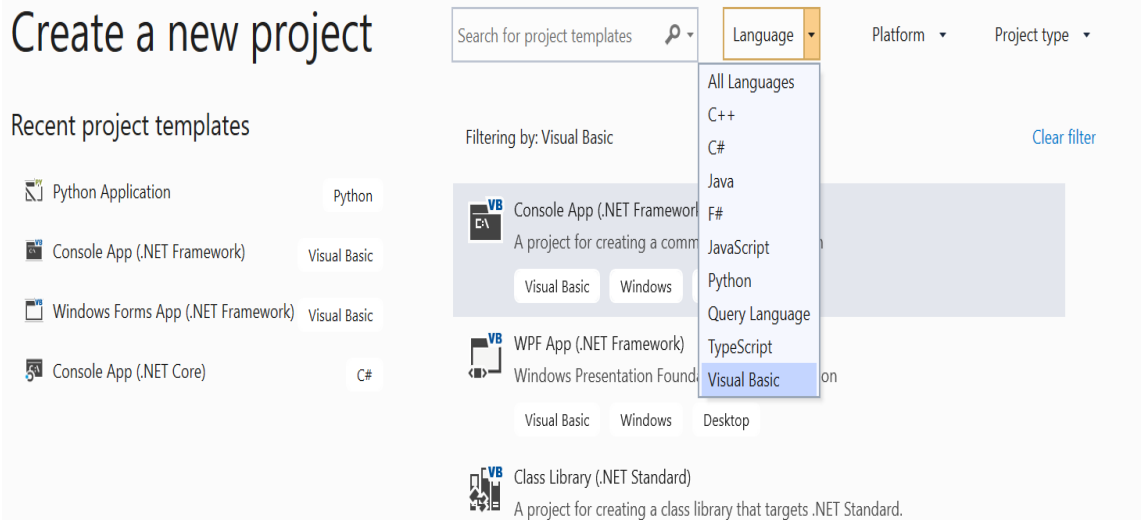 Create a new project
Search for project templates
Language
Platform
Project type
All Languages
C++
C#
Java
F#
JavaScript
Python
Query Language
TypeScript
Visual Basic
Recent project templates
Python Application Python
Console App (.NET Framework) Visual Basic
Windows Forms App (.NET Framework) Visual Basic
Console App (.NET Core) C#
Filtering by: Visual Basic Clear filter
VB
C:\
Console App (.NET Framework
A project for creating a comm
Visual Basic Windows
VB
WPF App (.NET Framework)
Windows Presentation Found on
Visual Basic Windows Desktop
VB
Class Library (.NET Standard)
A project for creating a class library that targets .NET Standard.